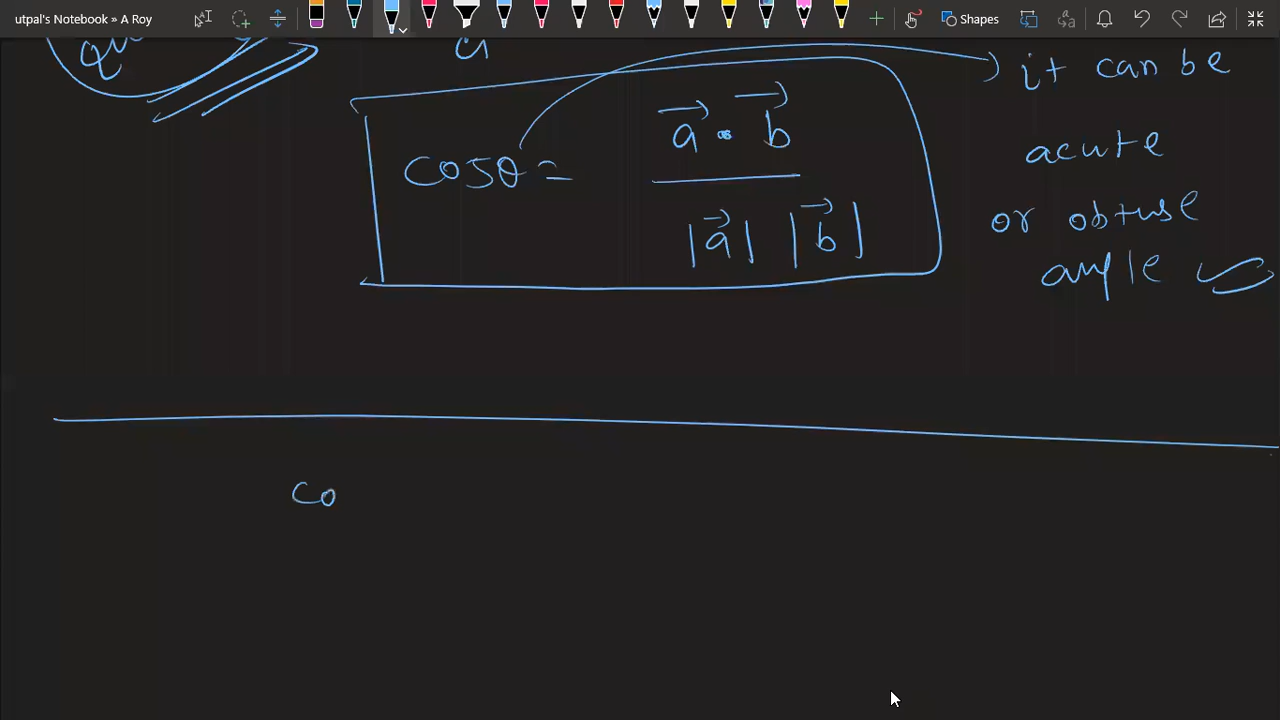 utpal's Notebook » A Roy
Shapes
a
cosθ = a⃗ · b⃗ / |a⃗| |b⃗|
it can be
acute
or obtuse
angle
co